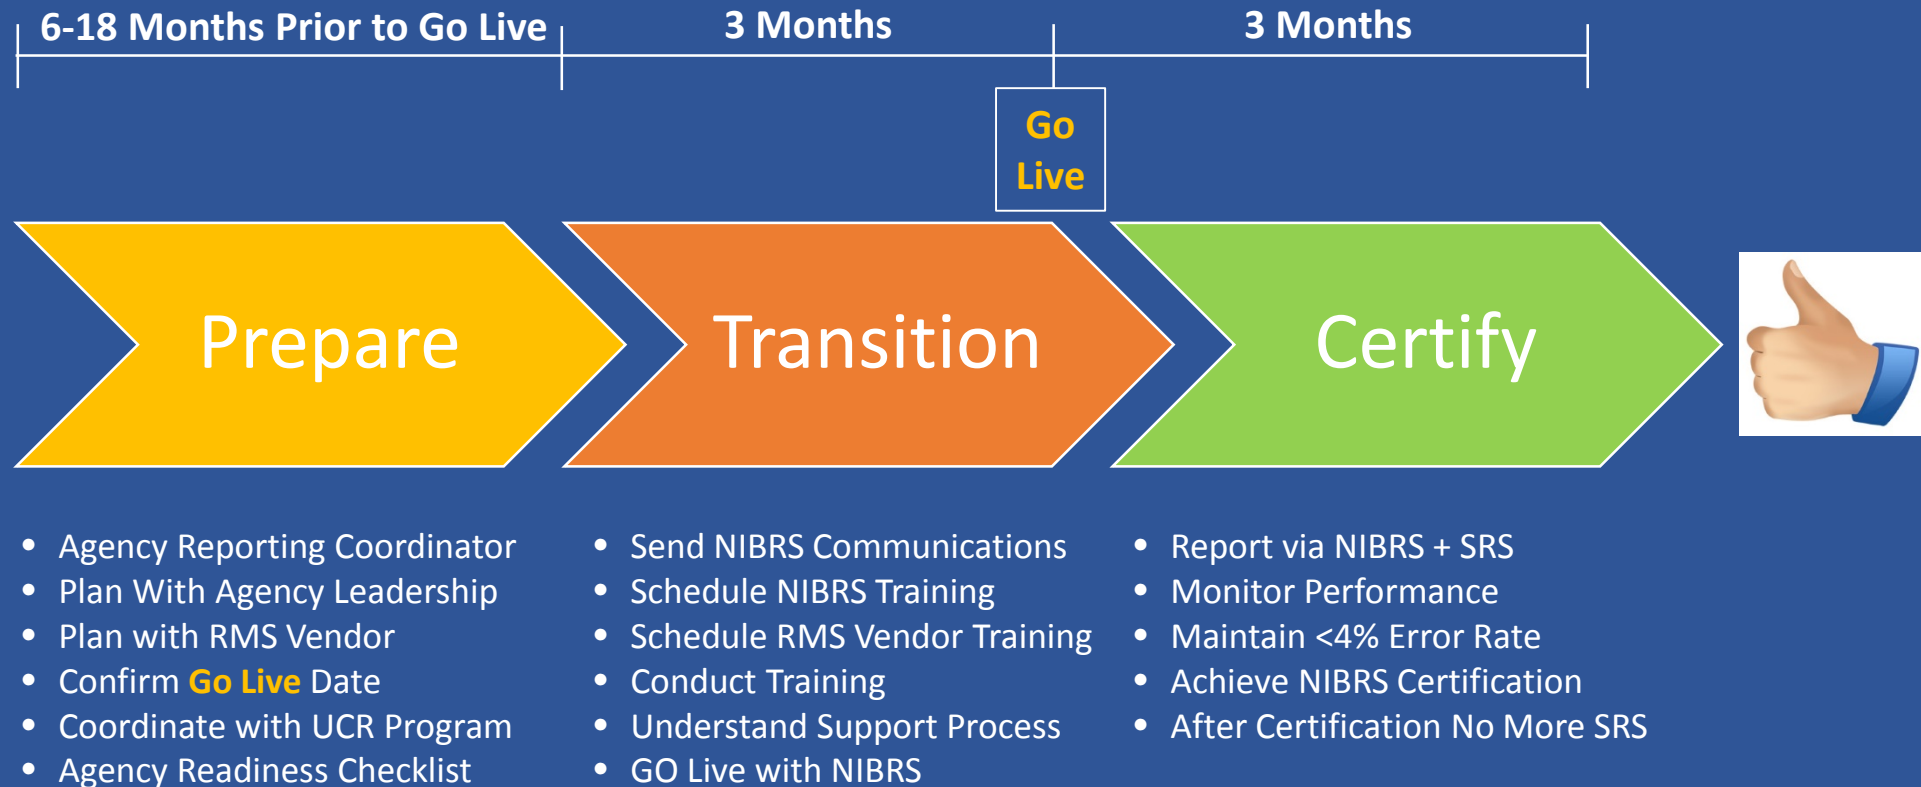 6-18 Months Prior to Go Live
3 Months
3 Months
Go
Live
Prepare
Transition
Certify
• Agency Reporting Coordinator
• Plan With Agency Leadership
• Plan with RMS Vendor
• Confirm Go Live Date
• Coordinate with UCR Program
• Agency Readiness Checklist
• Send NIBRS Communications
• Schedule NIBRS Training
• Schedule RMS Vendor Training
• Conduct Training
• Understand Support Process
• GO Live with NIBRS
• Report via NIBRS + SRS
• Monitor Performance
• Maintain <4% Error Rate
• Achieve NIBRS Certification
• After Certification No More SRS